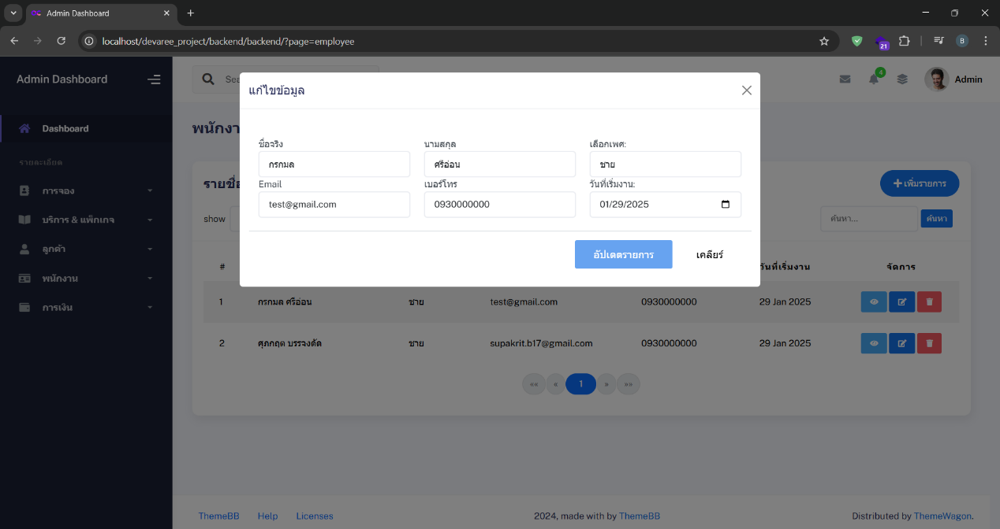 Admin Dashboard
localhost/devaree_project/backend/backend/?page=employee
21
B
Admin Dashboard
Sea
4
Admin
แก้ไขข้อมูล
Dashboard
พนักงา
รายละเอียด
ชื่อจริง นามสกุล เลือกเพศ:
กรกมล ศรีอ่อน ชาย
รายชื่อ
เพิ่มรายการ
Email เบอร์โทร วันที่เริ่มงาน:
การจอง
test@gmail.com 0930000000 01/29/2025
บริการ & แพ็กเกจ
show
ค้นหา... ค้นหา
ลูกค้า
อัปเดตรายการ เคลียร์
# วันที่เริ่มงาน จัดการ
พนักงาน
1 กรกมล ศรีอ่อน ชาย test@gmail.com 0930000000 29 Jan 2025
การเงิน
2 ศุภกฤต บรรจงดัด ชาย supakrit.b17@gmail.com 0930000000 29 Jan 2025
«« « 1 » »»
ThemeBB Help Licenses 2024, made with by ThemeBB Distributed by ThemeWagon.